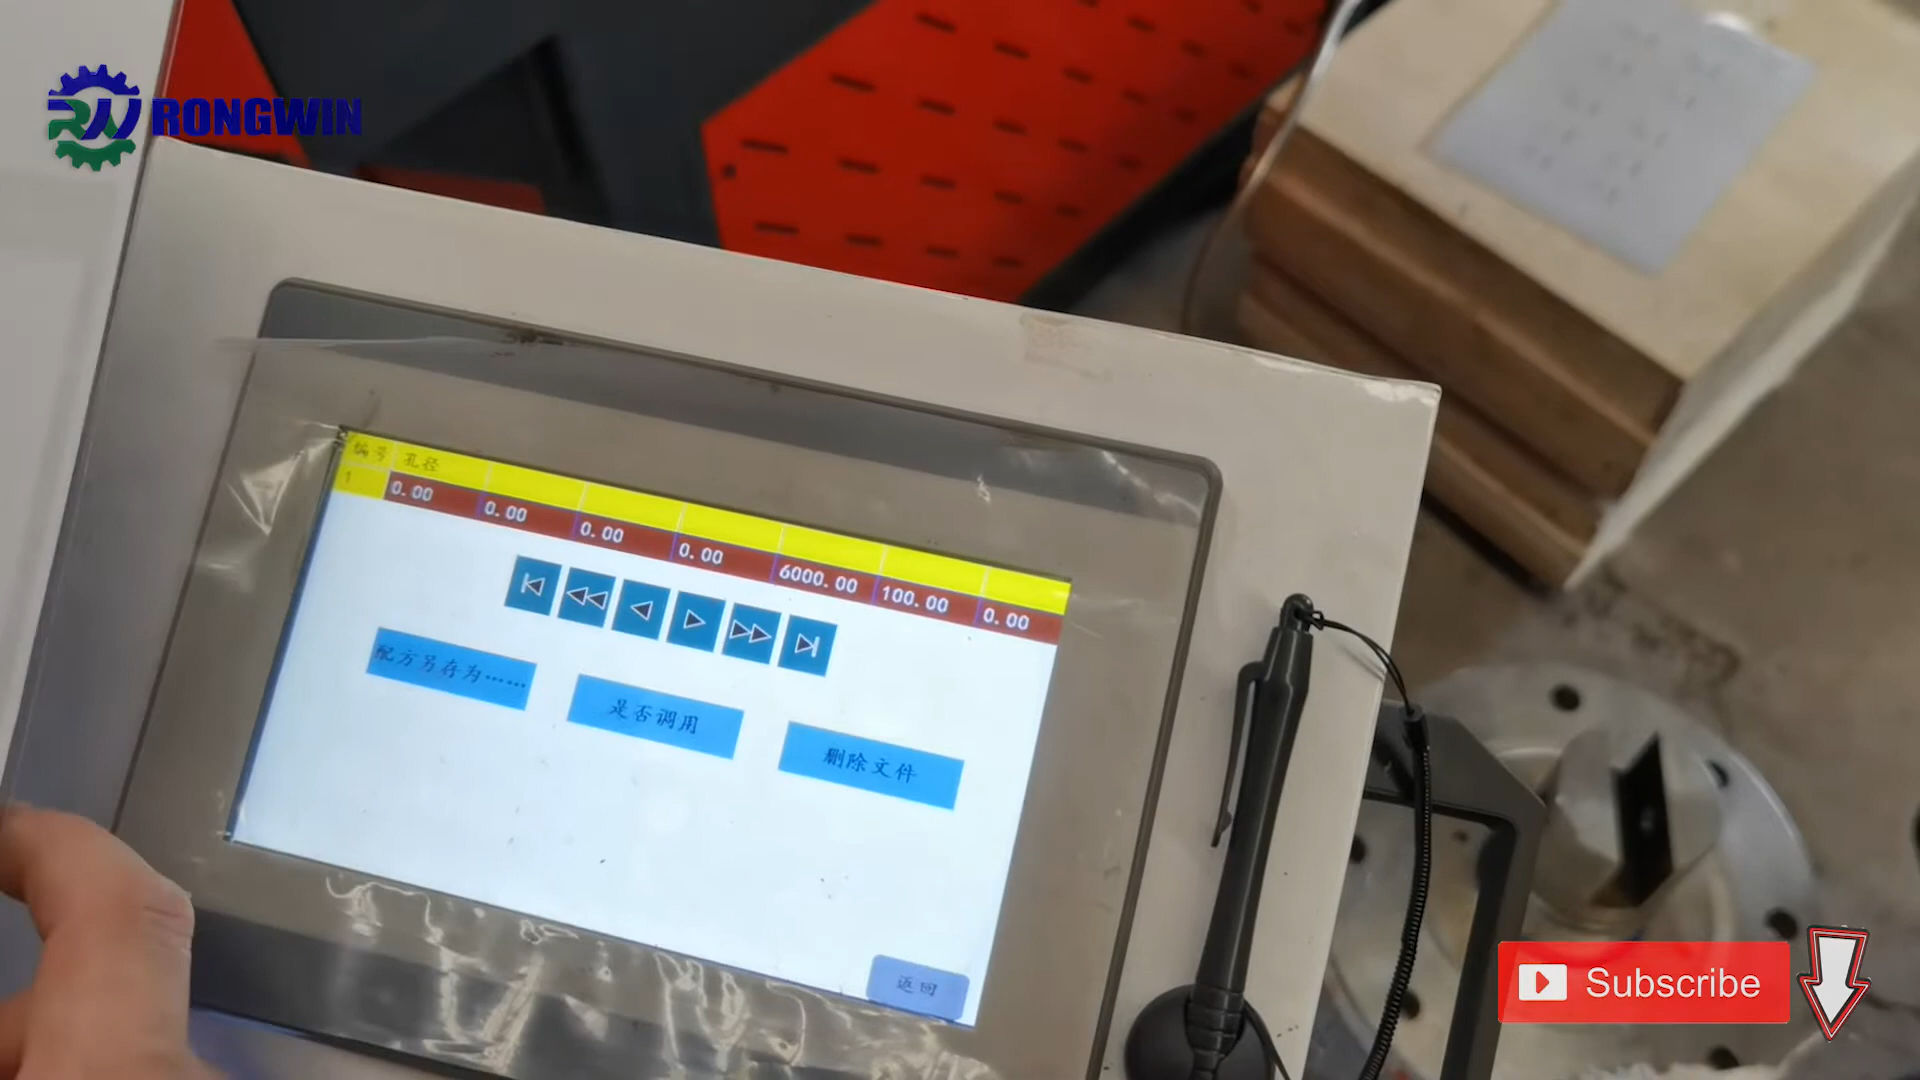 RW RONGWIN
编号 孔径
1 0.00 0.00 0.00 0.00 6000.00 100.00 0.00
配方另存为……
是否调用
删除文件
返回
Subscribe